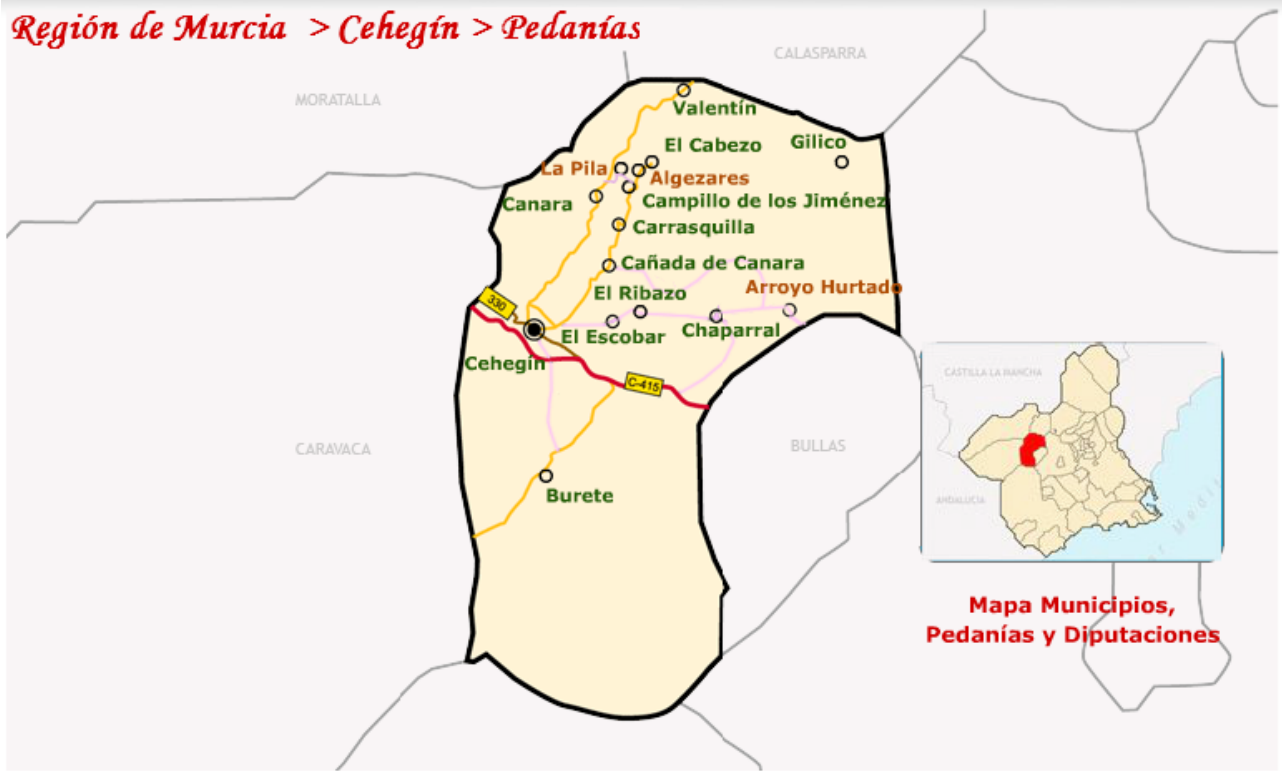 Región de Murcia > Cehegín > Pedanías
CALASPARRA
MORATALLA
Valentín
El Cabezo
Gilico
La Pila
Algezares
Canara
Campillo de los Jiménez
Carrasquilla
Cañada de Canara
Arroyo Hurtado
El Ribazo
330
El Escobar
Chaparral
Cehegín
C-415
CASTILLA LA MANCHA
CARAVACA
BULLAS
Burete
ANDALUCIA
Mapa Municipios,
Pedanías y Diputaciones